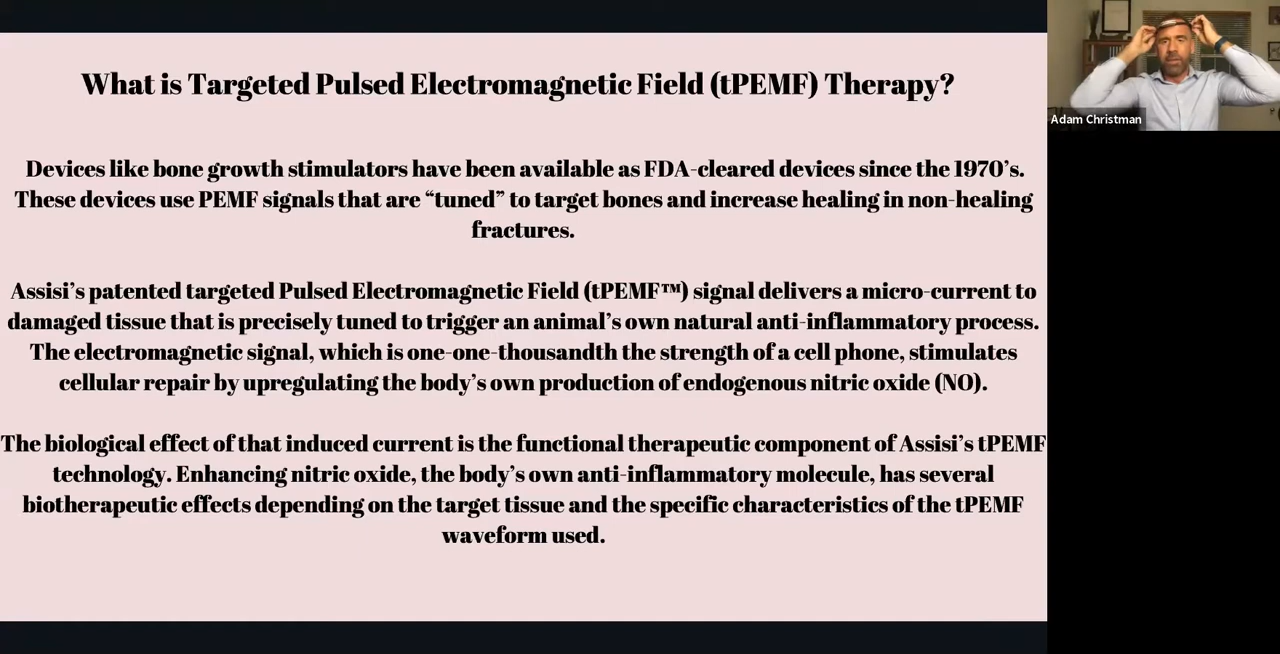 What is Targeted Pulsed Electromagnetic Field (tPEMF) Therapy?
Devices like bone growth stimulators have been available as FDA-cleared devices since the 1970’s.
These devices use PEMF signals that are “tuned” to target bones and increase healing in non-healing
fractures.
Assisi’s patented targeted Pulsed Electromagnetic Field (tPEMF™) signal delivers a micro-current to
damaged tissue that is precisely tuned to trigger an animal’s own natural anti-inflammatory process.
The electromagnetic signal, which is one-one-thousandth the strength of a cell phone, stimulates
cellular repair by upregulating the body’s own production of endogenous nitric oxide (NO).
The biological effect of that induced current is the functional therapeutic component of Assisi’s tPEMF
technology. Enhancing nitric oxide, the body’s own anti-inflammatory molecule, has several
biotherapeutic effects depending on the target tissue and the specific characteristics of the tPEMF
waveform used.
Adam Christman